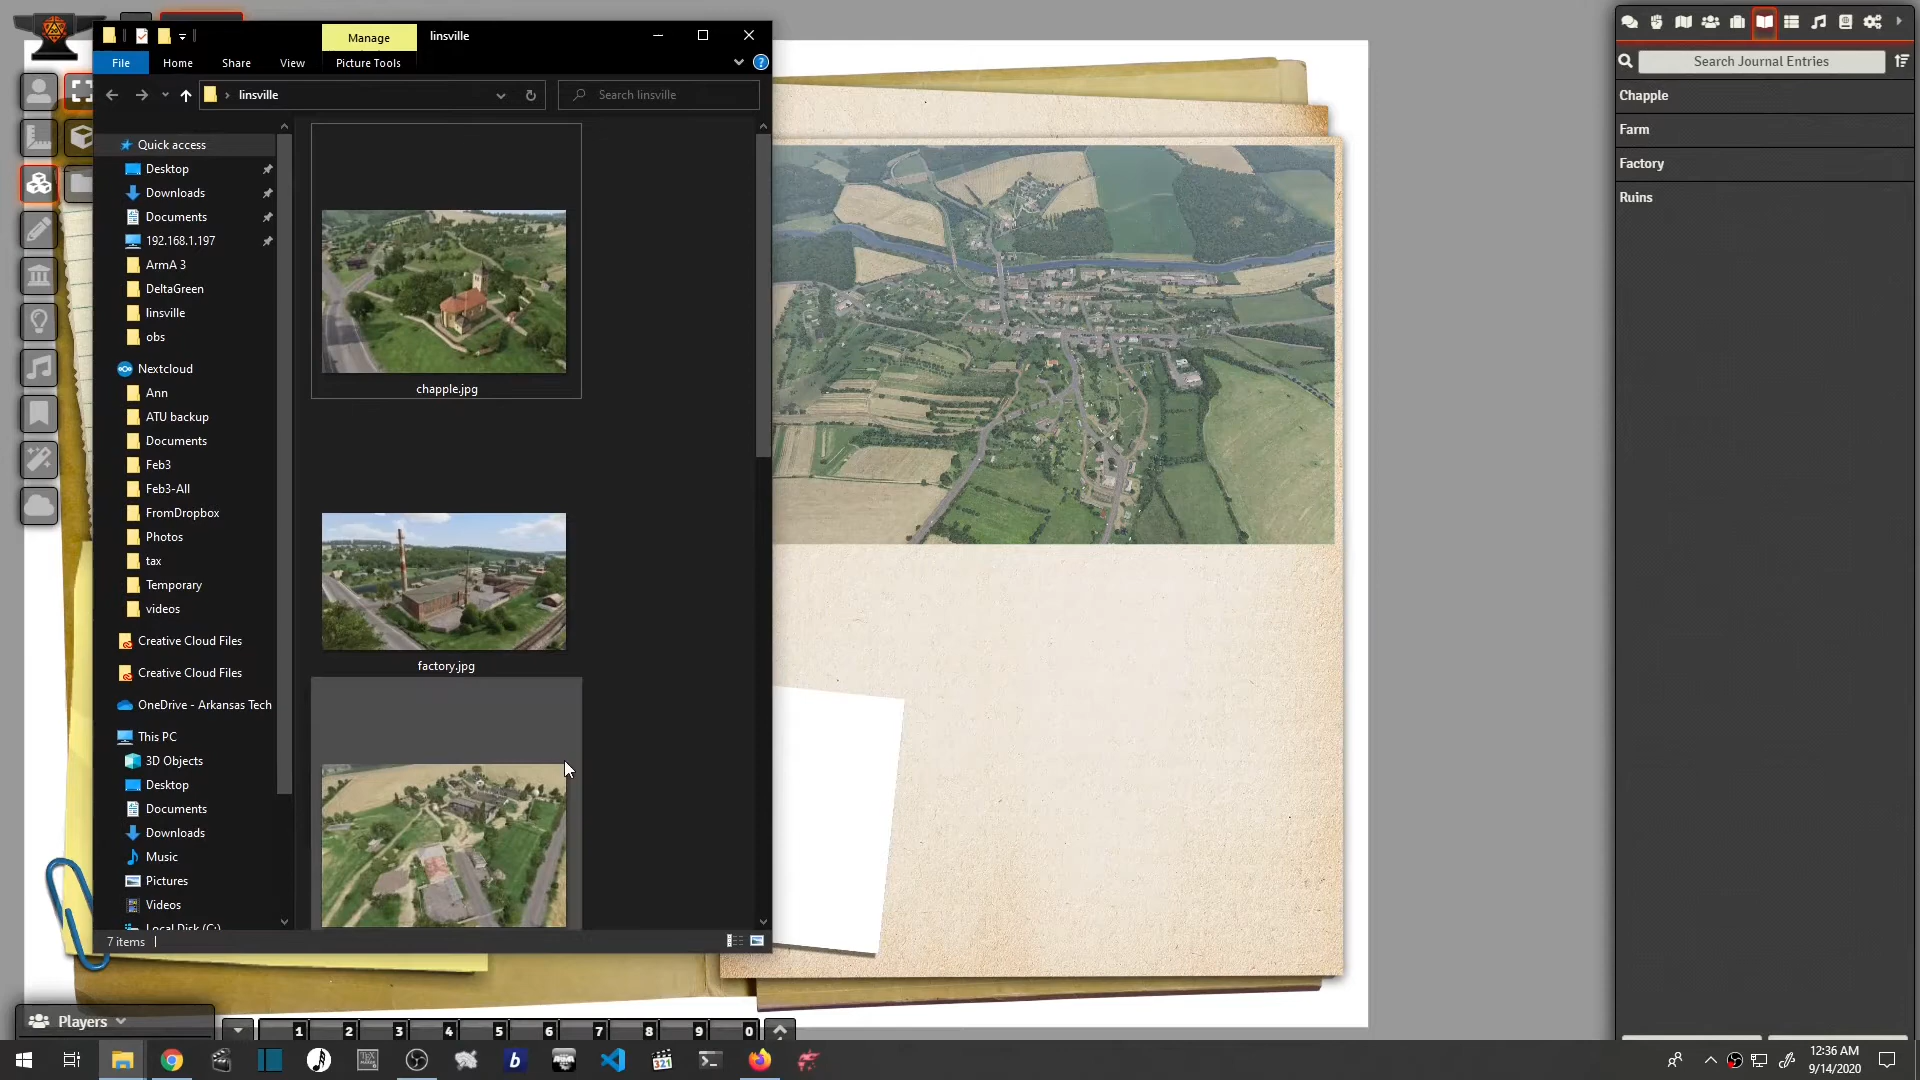 Manage
linsville
File
Home
Share
View
Picture Tools
linsville
Search linsville
Quick access
Desktop
Downloads
Documents
192.168.1.197
ArmA 3
DeltaGreen
linsville
obs
Nextcloud
Ann
ATU backup
Documents
Feb3
Feb3-All
FromDropbox
Photos
tax
Temporary
videos
Creative Cloud Files
Creative Cloud Files
OneDrive - Arkansas Tech
This PC
3D Objects
Desktop
Documents
Downloads
Music
Pictures
Videos
Local Disk (C:)
chapple.jpg
factory.jpg
7 items
Search Journal Entries
Chapple
Farm
Factory
Ruins
Players
1 2 3 4 5 6 7 8 9 0
12:36 AM
9/14/2020